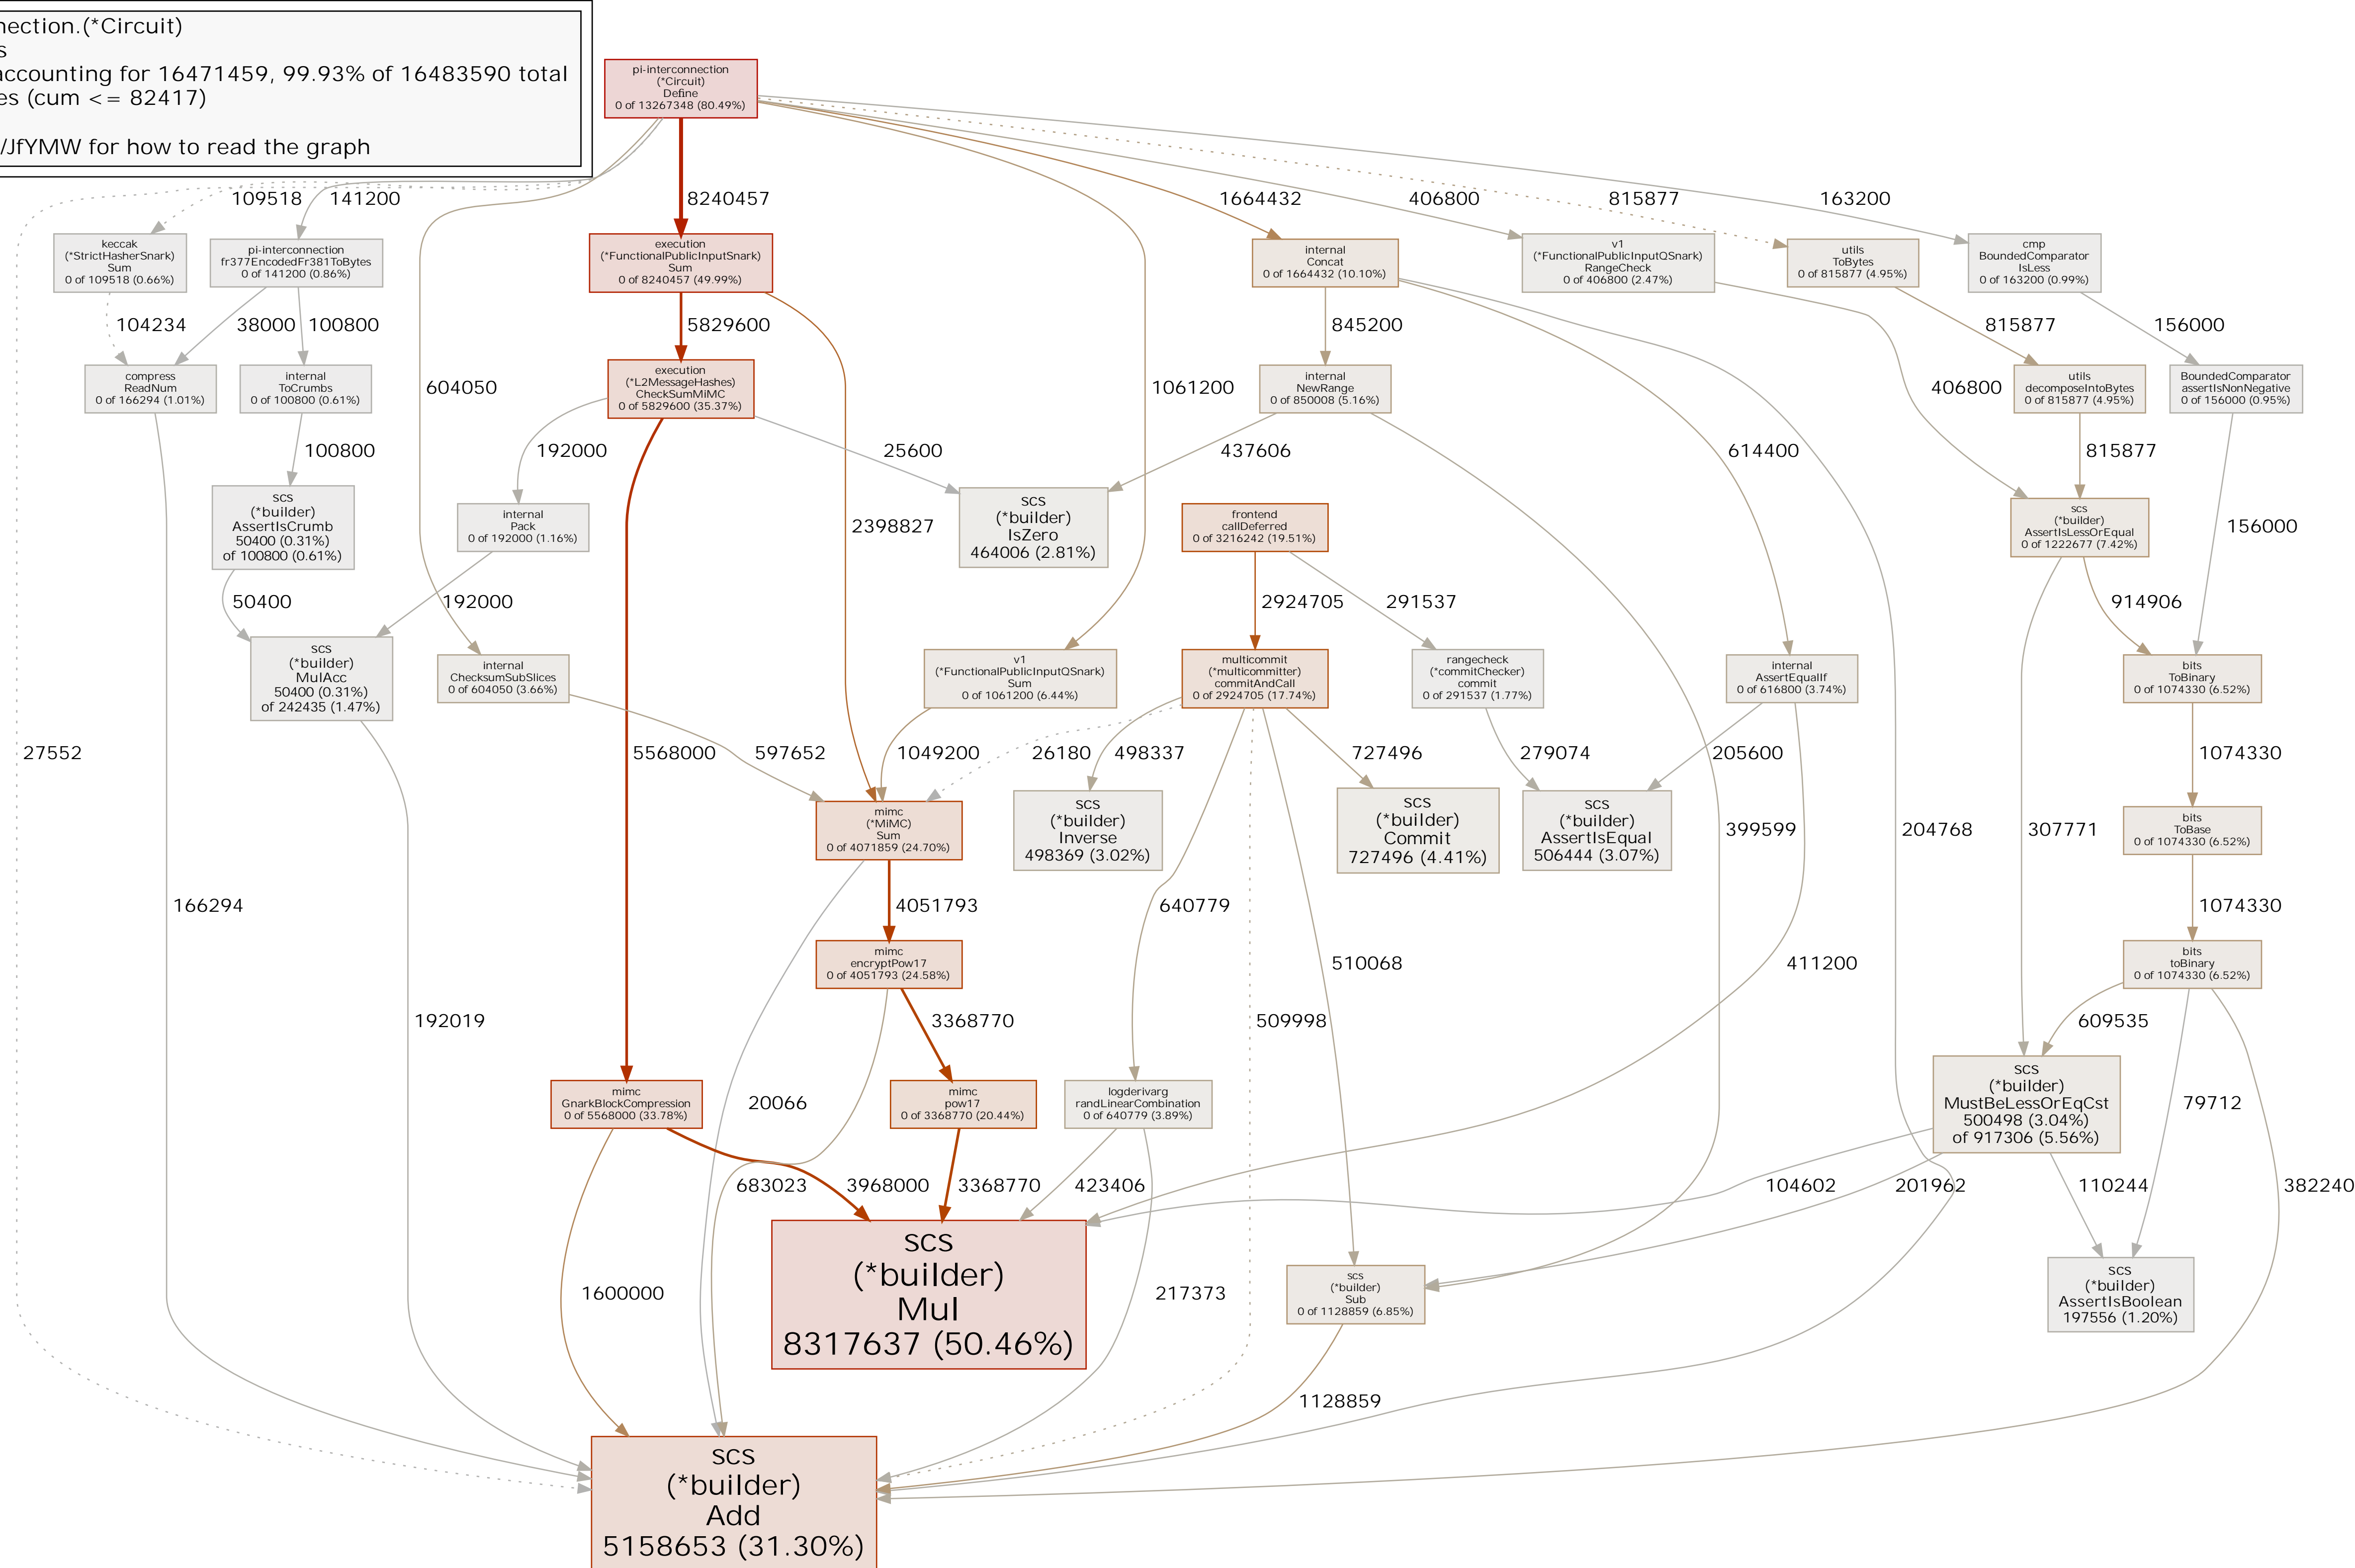 nection.(*Circuit)
s
accounting for 16471459, 99.93% of 16483590 total
es (cum <= 82417)
/JfYMW for how to read the graph
pi-interconnection
(*Circuit)
Define
0 of 13267348 (80.49%)
109518
141200
8240457
1664432
406800
815877
163200
keccak
(*StrictHasherSnark)
Sum
0 of 109518 (0.66%)
pi-interconnection
fr377EncodedFr381ToBytes
0 of 141200 (0.86%)
execution
(*FunctionalPublicInputSnark)
Sum
0 of 8240457 (49.99%)
internal
Concat
0 of 1664432 (10.10%)
v1
(*FunctionalPublicInputQSnark)
RangeCheck
0 of 406800 (2.47%)
utils
ToBytes
0 of 815877 (4.95%)
cmp
BoundedComparator
IsLess
0 of 163200 (0.99%)
104234
38000
100800
5829600
845200
815877
156000
compress
ReadNum
0 of 166294 (1.01%)
internal
ToCrumbs
0 of 100800 (0.61%)
604050
execution
(*L2MessageHashes)
CheckSumMiMC
0 of 5829600 (35.37%)
1061200
internal
NewRange
0 of 850008 (5.16%)
406800
utils
decomposeIntoBytes
0 of 815877 (4.95%)
BoundedComparator
assertIsNonNegative
0 of 156000 (0.95%)
100800
192000
25600
437606
614400
815877
scs
(*builder)
AssertIsCrumb
50400 (0.31%)
of 100800 (0.61%)
internal
Pack
0 of 192000 (1.16%)
2398827
scs
(*builder)
IsZero
464006 (2.81%)
frontend
callDeferred
0 of 3216242 (19.51%)
scs
(*builder)
AssertIsLessOrEqual
0 of 1222677 (7.42%)
156000
50400
192000
2924705
291537
914906
scs
(*builder)
MulAcc
50400 (0.31%)
of 242435 (1.47%)
internal
ChecksumSubSlices
0 of 604050 (3.66%)
v1
(*FunctionalPublicInputQSnark)
Sum
0 of 1061200 (6.44%)
multicommit
(*multicommitter)
commitAndCall
0 of 2924705 (17.74%)
rangecheck
(*commitChecker)
commit
0 of 291537 (1.77%)
internal
AssertEqualIf
0 of 616800 (3.74%)
bits
ToBinary
0 of 1074330 (6.52%)
27552
5568000
597652
1049200
26180
498337
727496
279074
205600
1074330
mimc
(*MiMC)
Sum
0 of 4071859 (24.70%)
scs
(*builder)
Inverse
498369 (3.02%)
scs
(*builder)
Commit
727496 (4.41%)
scs
(*builder)
AssertIsEqual
506444 (3.07%)
399599
204768
307771
bits
ToBase
0 of 1074330 (6.52%)
166294
4051793
640779
1074330
mimc
encryptPow17
0 of 4051793 (24.58%)
510068
411200
bits
toBinary
0 of 1074330 (6.52%)
192019
3368770
509998
609535
mimc
GnarkBlockCompression
0 of 5568000 (33.78%)
20066
mimc
pow17
0 of 3368770 (20.44%)
logderivarg
randLinearCombination
0 of 640779 (3.89%)
scs
(*builder)
MustBeLessOrEqCst
500498 (3.04%)
of 917306 (5.56%)
79712
683023
3968000
3368770
423406
104602
201962
110244
382240
1600000
scs
(*builder)
Mul
8317637 (50.46%)
217373
scs
(*builder)
Sub
0 of 1128859 (6.85%)
scs
(*builder)
AssertIsBoolean
197556 (1.20%)
1128859
scs
(*builder)
Add
5158653 (31.30%)